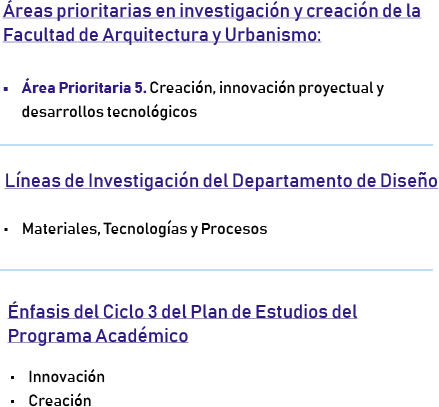 Áreas prioritarias en investigación y creación de la
Facultad de Arquitectura y Urbanismo:
▪ Área Prioritaria 5. Creación, innovación proyectual y
desarrollos tecnológicos
Líneas de Investigación del Departamento de Diseño
• Materiales, Tecnologías y Procesos
Énfasis del Ciclo 3 del Plan de Estudios del
Programa Académico
• Innovación
• Creación